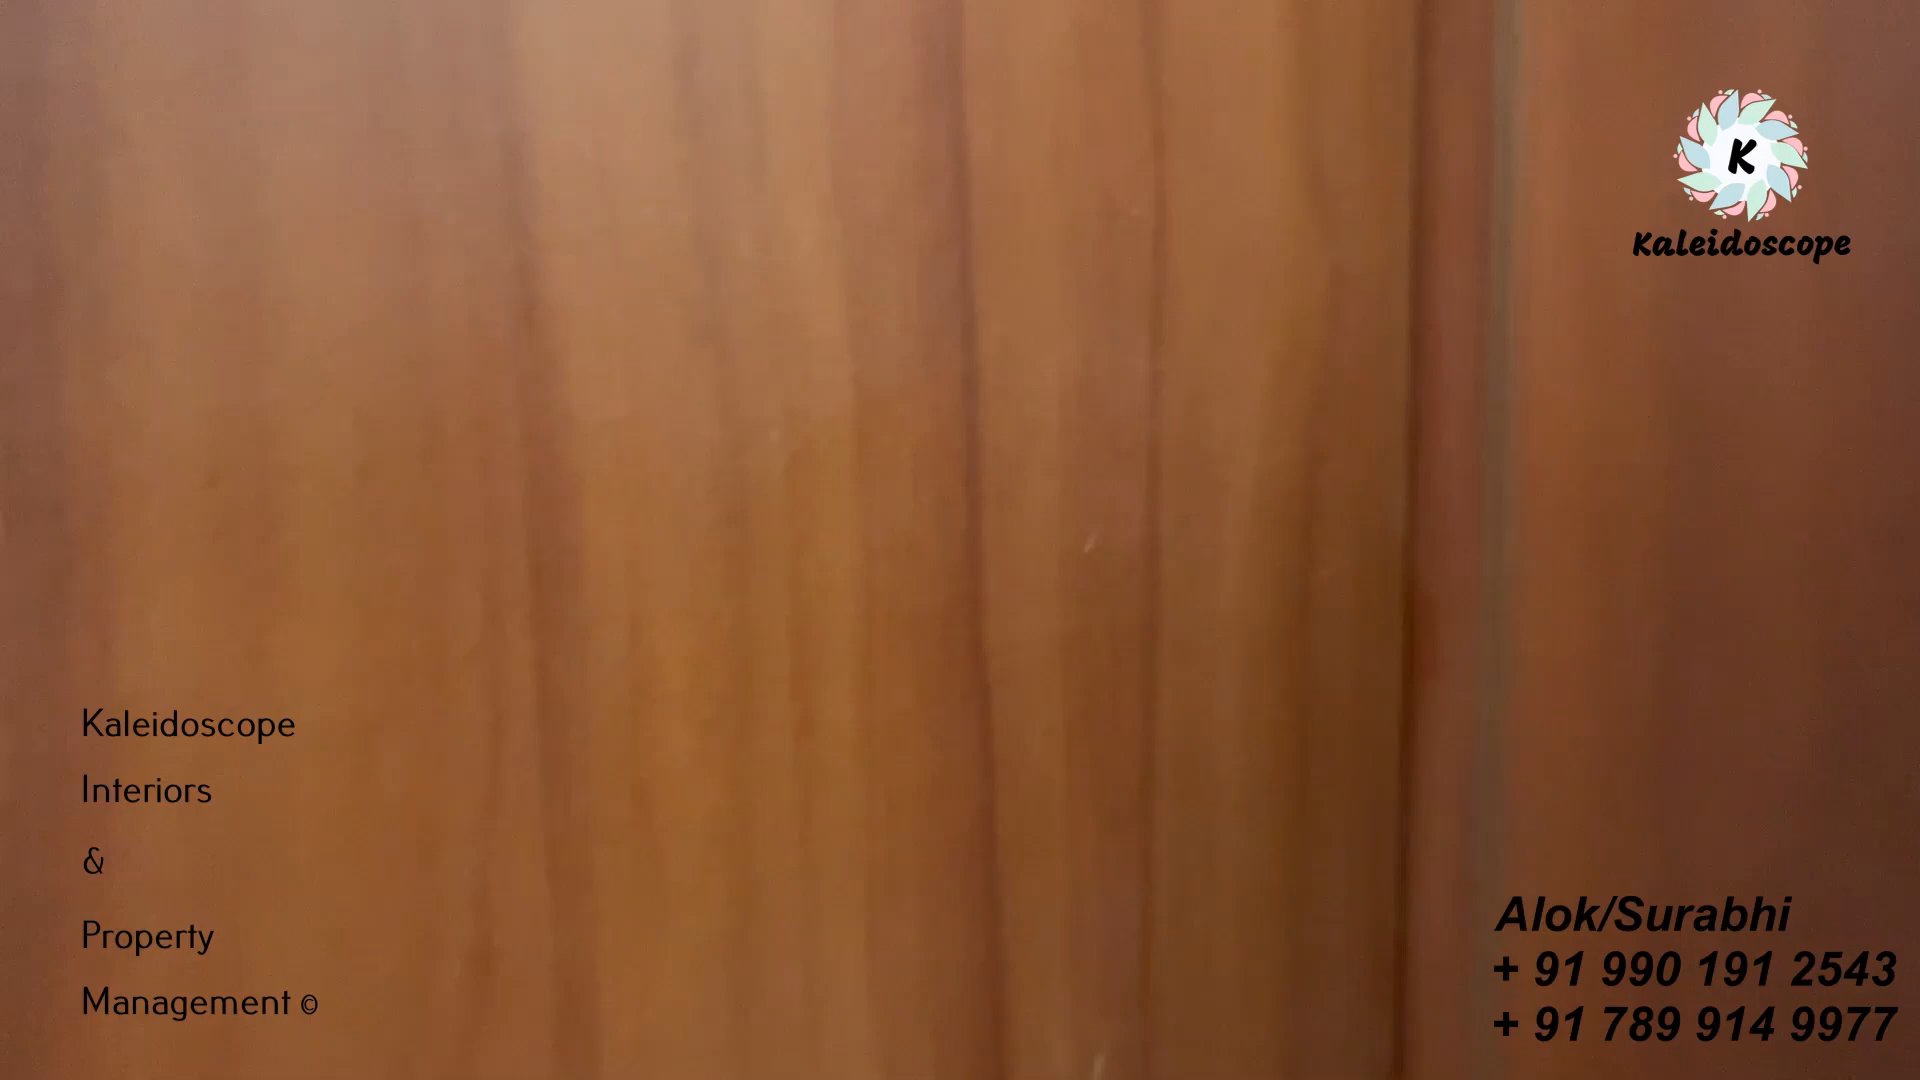 K
Kaleidoscope
Kaleidoscope
Interiors
&
Property
Management ©
Alok/Surabhi
+ 91 990 191 2543
+ 91 789 914 9977